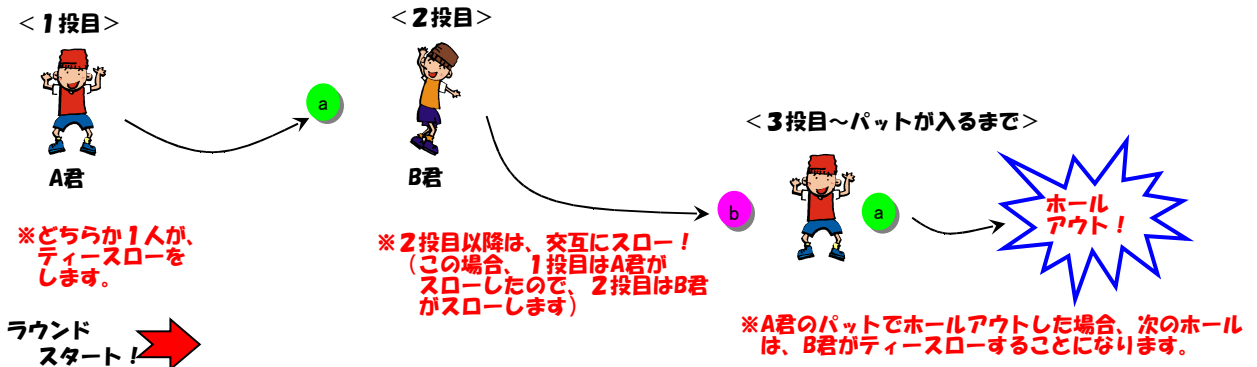 ＜１投目＞
A君
※どちらか１人が、
ティースローを
します。
ラウンド
スタート！
a
＜２投目＞
B君
※２投目以降は、交互にスロー！
（この場合、１投目はA君が
スローしたので、２投目はB君
がスローします）
b
＜３投目～パットが入るまで＞
a
ホール
アウト！
※A君のパットでホールアウトした場合、次のホール
は、B君がティースローすることになります。